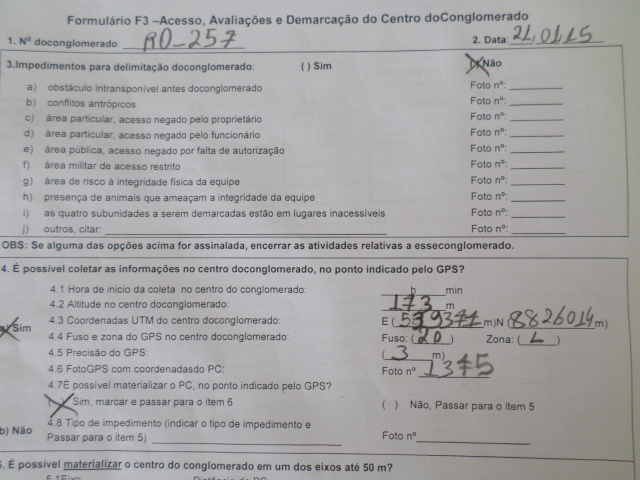 Formulário F3 –Acesso, Avaliações e Demarcação do Centro doConglomerado
1. Nº doconglomerado: RO-257 2. Data: 21,01,15
3.Impedimentos para delimitação doconglomerado: ( ) Sim (X) Não
a) obstáculo intransponível antes doconglomerado Foto nº:
b) conflitos antrópicos Foto nº:
c) área particular, acesso negado pelo proprietário Foto nº:
d) área particular, acesso negado pelo funcionário Foto nº:
e) área pública, acesso negado por falta de autorização Foto nº:
f) área militar de acesso restrito Foto nº:
g) área de risco à integridade física da equipe Foto nº:
h) presença de animais que ameaçam a integridade da equipe Foto nº:
i) as quatro subunidades a serem demarcadas estão em lugares inacessíveis Foto nº:
j) outros, citar: Foto nº:
OBS: Se alguma das opções acima for assinalada, encerrar as atividades relativas a esseconglomerado.
4. É possível coletar as informações no centro doconglomerado, no ponto indicado pelo GPS?
4.1 Hora de início da coleta no centro do conglomerado: h min
4.2 Altitude no centro doconglomerado: 173 m
4.3 Coordenadas UTM do centro doconglomerado: E (539371 m)N (8826014 m)
a) Sim 4.4 Fuso e zona do GPS no centro doconglomerado: Fuso: (20) Zona: (L)
4.5 Precisão do GPS: (3 m)
4.6 FotoGPS com coordenadasdo PC: Foto nº 1375
4.7É possível materializar o PC, no ponto indicado pelo GPS?
(X) Sim, marcar e passar para o item 6 ( ) Não, Passar para o item 5
b) Não 4.8 Tipo de impedimento (indicar o tipo de impedimento e
Passar para o item 5) Foto nº
5. É possível materializar o centro do conglomerado em um dos eixos até 50 m?
5.1Eixo: